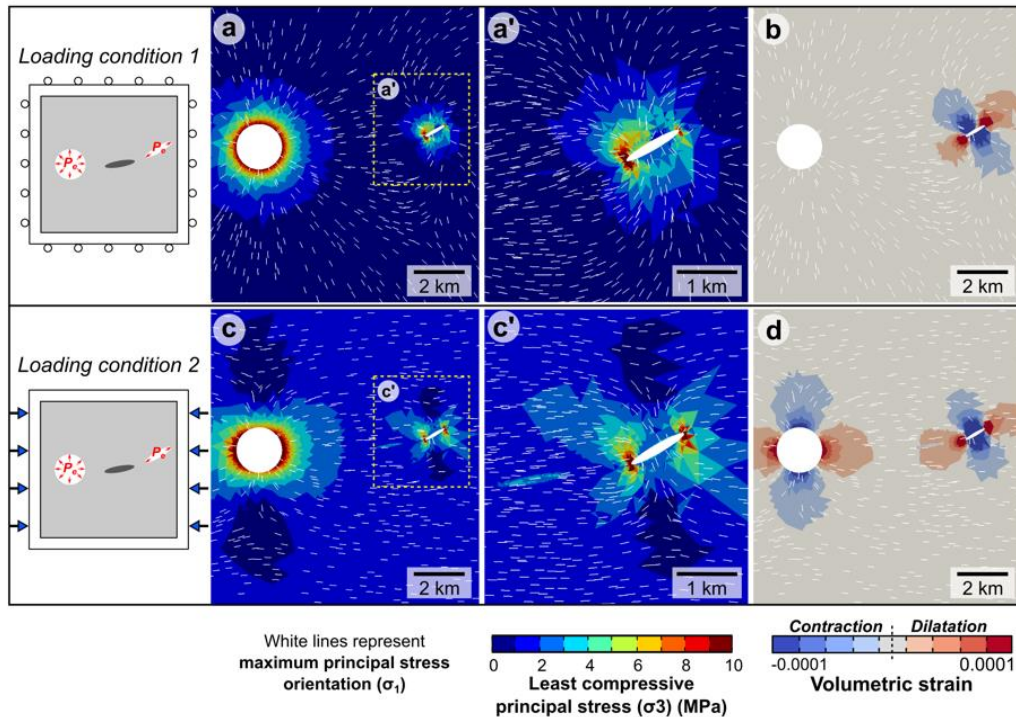 Loading condition 1
Pe
Pe
a
a'
2 km
a'
1 km
b
2 km
Loading condition 2
Pe
Pe
c
c'
2 km
c'
1 km
d
2 km
White lines represent
maximum principal stress
orientation (σ1)
0 2 4 6 8 10
Least compressive
principal stress (σ3) (MPa)
Contraction Dilatation
-0.0001 0.0001
Volumetric strain